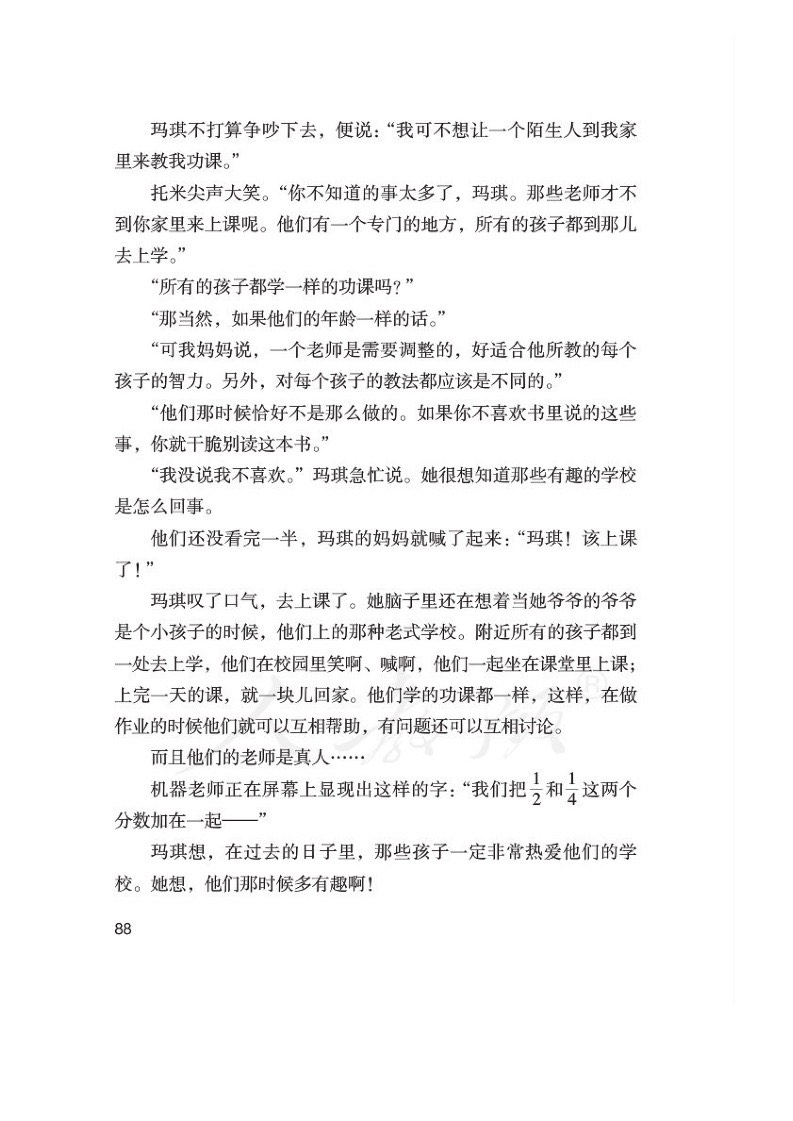 玛琪不打算争吵下去，便说：“我可不想让一个陌生人到我家
里来教我功课。”
托米尖声大笑。“你不知道的事太多了，玛琪。那些老师才不
到你家里来上课呢。他们有一个专门的地方，所有的孩子都到那儿
去上学。”
“所有的孩子都学一样的功课吗？”
“那当然，如果他们的年龄一样的话。”
“可我妈妈说，一个老师是需要调整的，好适合他所教的每个
孩子的智力。另外，对每个孩子的教法都应该是不同的。”
“他们那时候恰好不是那么做的。如果你不喜欢书里说的这些
事，你就干脆别读这本书。”
“我没说我不喜欢。”玛琪急忙说。她很想知道那些有趣的学校
是怎么回事。
他们还没看完一半，玛琪的妈妈就喊了起来：“玛琪！该上课
了！”
玛琪叹了口气，去上课了。她脑子里还在想着当她爷爷的爷爷
是个小孩子的时候，他们上的那种老式学校。附近所有的孩子都到
一处去上学，他们在校园里笑啊、喊啊，他们一起坐在课堂里上课；
上完一天的课，就一块儿回家。他们学的功课都一样，这样，在做
作业的时候他们就可以互相帮助，有问题还可以互相讨论。
而且他们的老师是真人……
机器老师正在屏幕上显现出这样的字：“我们把1/2和1/4这两个
分数加在一起——”
玛琪想，在过去的日子里，那些孩子一定非常热爱他们的学
校。她想，他们那时候多有趣啊！
88
人教版®